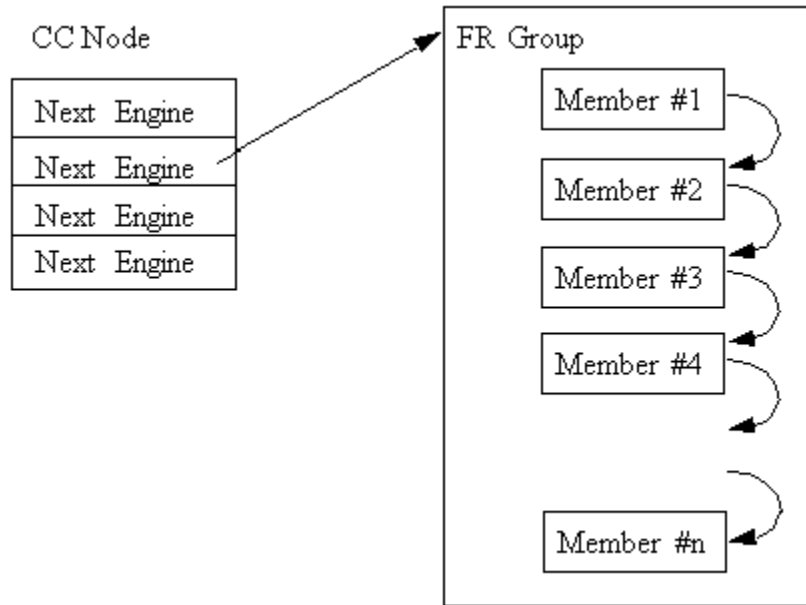 CC Node
Next Engine
Next Engine
Next Engine
Next Engine
FR Group
Member #1
Member #2
Member #3
Member #4
Member #n